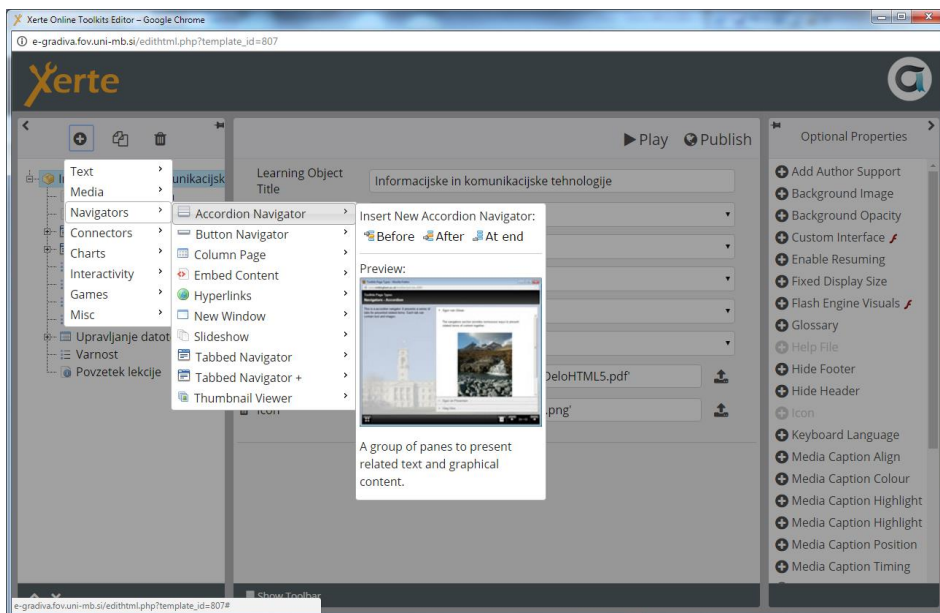 Xerte Online Toolkits Editor – Google Chrome
e-gradiva.fov.uni-mb.si/edithtml.php?template_id=807
Xerte
Play Publish
Optional Properties
Text
Media
Navigators
Connectors
Charts
Interactivity
Games
Misc
unikacijsk
Upravljanje datot
Varnost
Povzetek lekcije
Accordion Navigator
Button Navigator
Column Page
Embed Content
Hyperlinks
New Window
Slideshow
Tabbed Navigator
Tabbed Navigator +
Thumbnail Viewer
Learning Object
Title
Informacijske in komunikacijske tehnologije
Insert New Accordion Navigator:
Before After At end
Preview:
A group of panes to present
related text and graphical
content.
DeloHTML5.pdf'
Icon
.png'
Add Author Support
Background Image
Background Opacity
Custom Interface
Enable Resuming
Fixed Display Size
Flash Engine Visuals
Glossary
Help File
Hide Footer
Hide Header
Icon
Keyboard Language
Media Caption Align
Media Caption Colour
Media Caption Highlight
Media Caption Highlight
Media Caption Position
Media Caption Timing
Show Toolbar
e-gradiva.fov.uni-mb.si/edithtml.php?template_id=807#